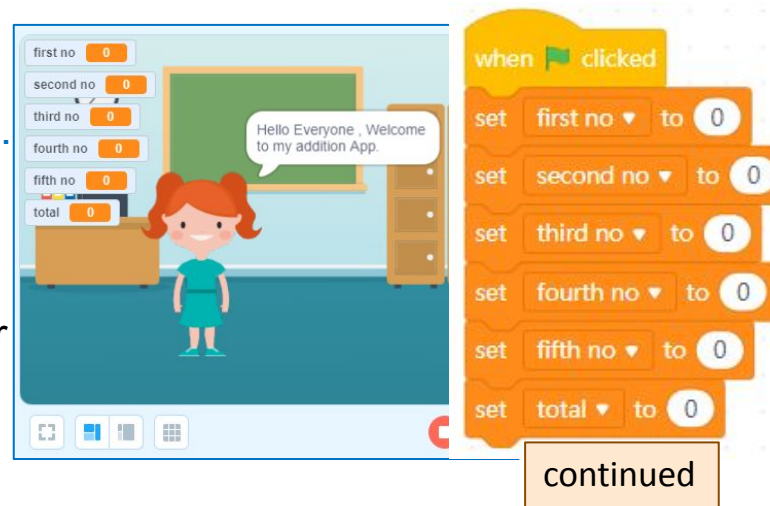 first no 0
second no 0
third no 0
fourth no 0
fifth no 0
total 0
Hello Everyone , Welcome
to my addition App.
r
when clicked
set first no to 0
set second no to 0
set third no to 0
set fourth no to 0
set fifth no to 0
set total to 0
continued